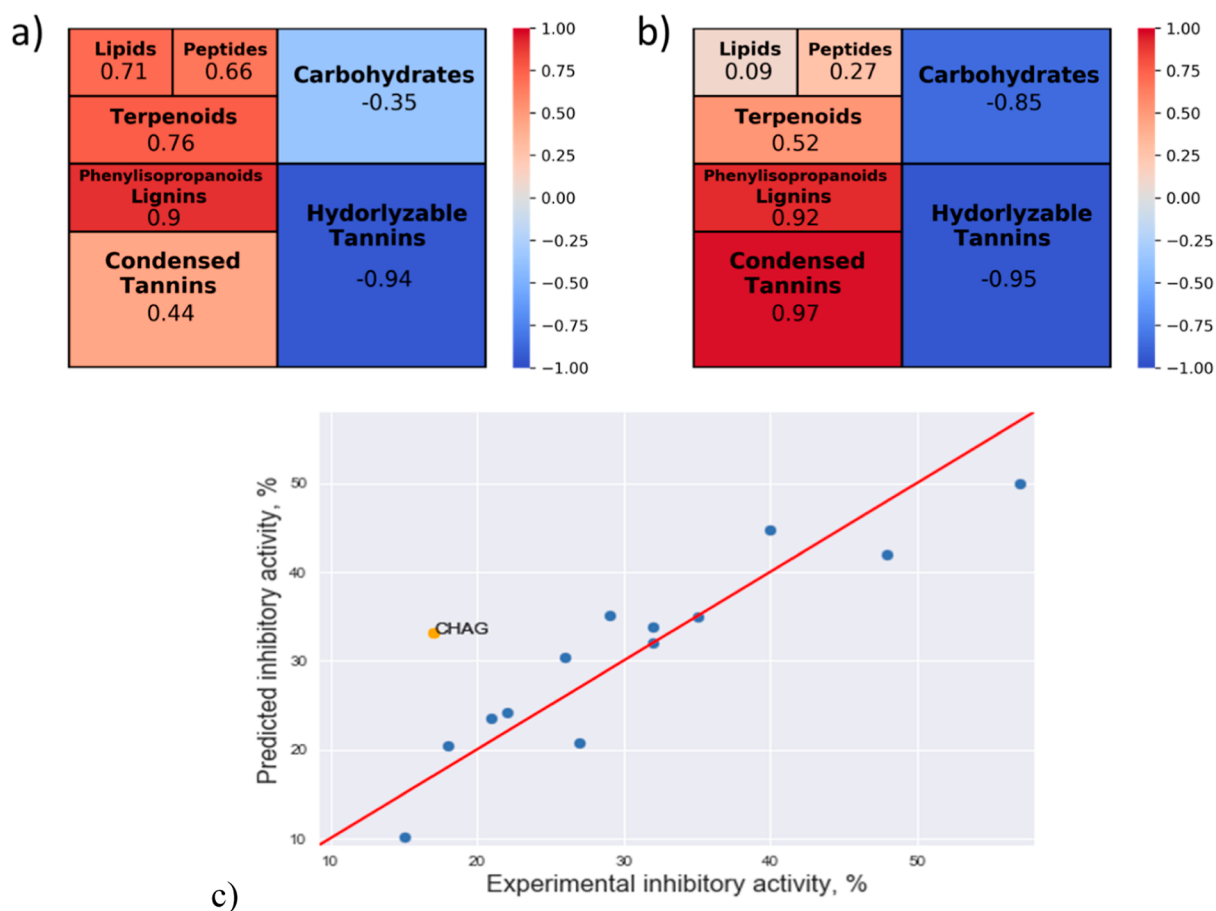 a)
Lipids
0.71
Peptides
0.66
Carbohydrates
-0.35
Terpenoids
0.76
Phenylisopropanoids
Lignins
0.9
Hydorlyzable
Tannins
-0.94
Condensed
Tannins
0.44
1.00
0.75
0.50
0.25
0.00
−0.25
−0.50
−0.75
−1.00
b)
Lipids
0.09
Peptides
0.27
Carbohydrates
-0.85
Terpenoids
0.52
Phenylisopropanoids
Lignins
0.92
Hydorlyzable
Tannins
-0.95
Condensed
Tannins
0.97
1.00
0.75
0.50
0.25
0.00
−0.25
−0.50
−0.75
−1.00
Predicted inhibitory activity, %
50
40
30
20
10
CHAG
10 20 30 40 50
Experimental inhibitory activity, %
c)